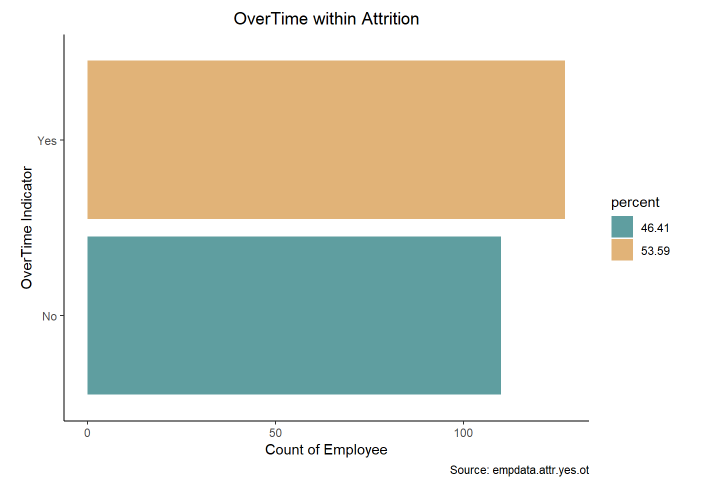 OverTime within Attrition
OverTime Indicator
Yes
No
0 50 100
Count of Employee
percent
46.41
53.59
Source: empdata.attr.yes.ot